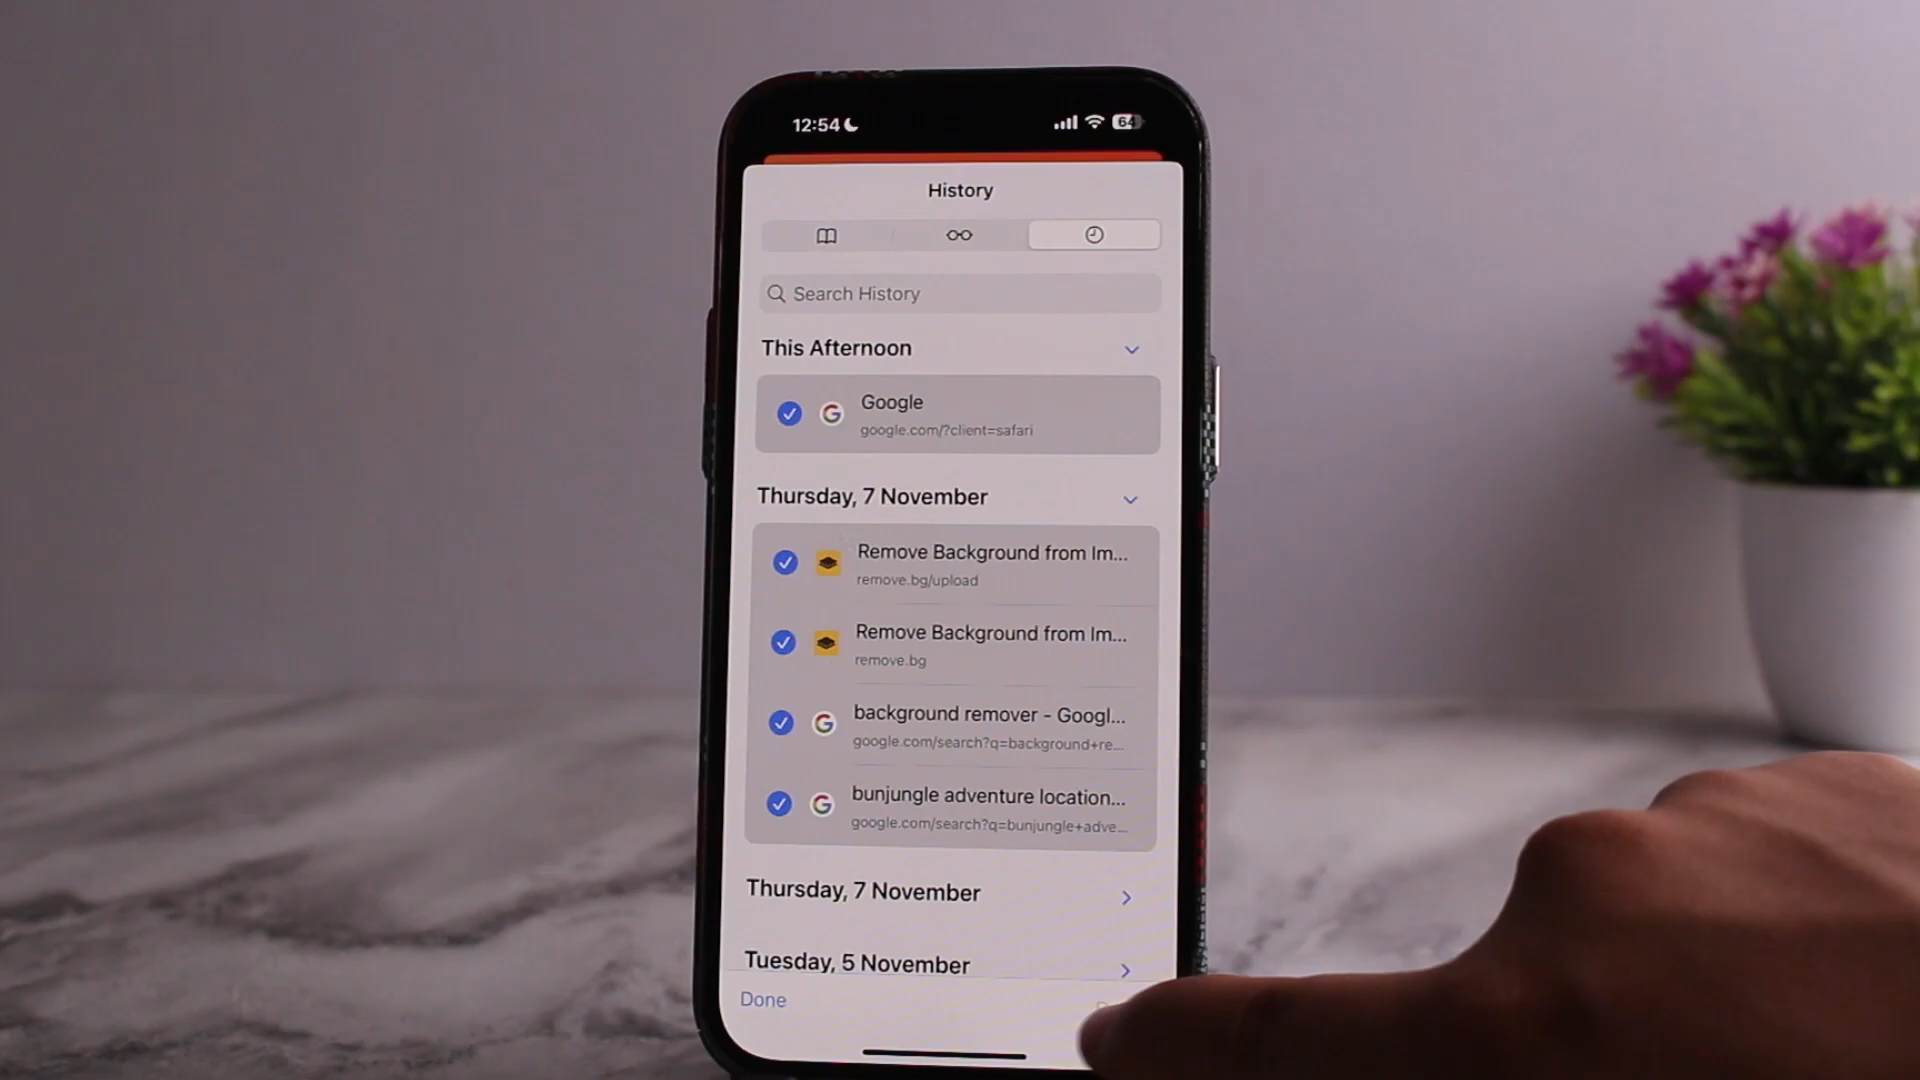 12:54
64
History
Search History
This Afternoon
Google
google.com/?client=safari
Thursday, 7 November
Remove Background from Im...
remove.bg/upload
Remove Background from Im...
remove.bg
background remover - Googl...
google.com/search?q=background+re...
bunjungle adventure location...
google.com/search?q=bunjungle+adve...
Thursday, 7 November
Tuesday, 5 November
Done